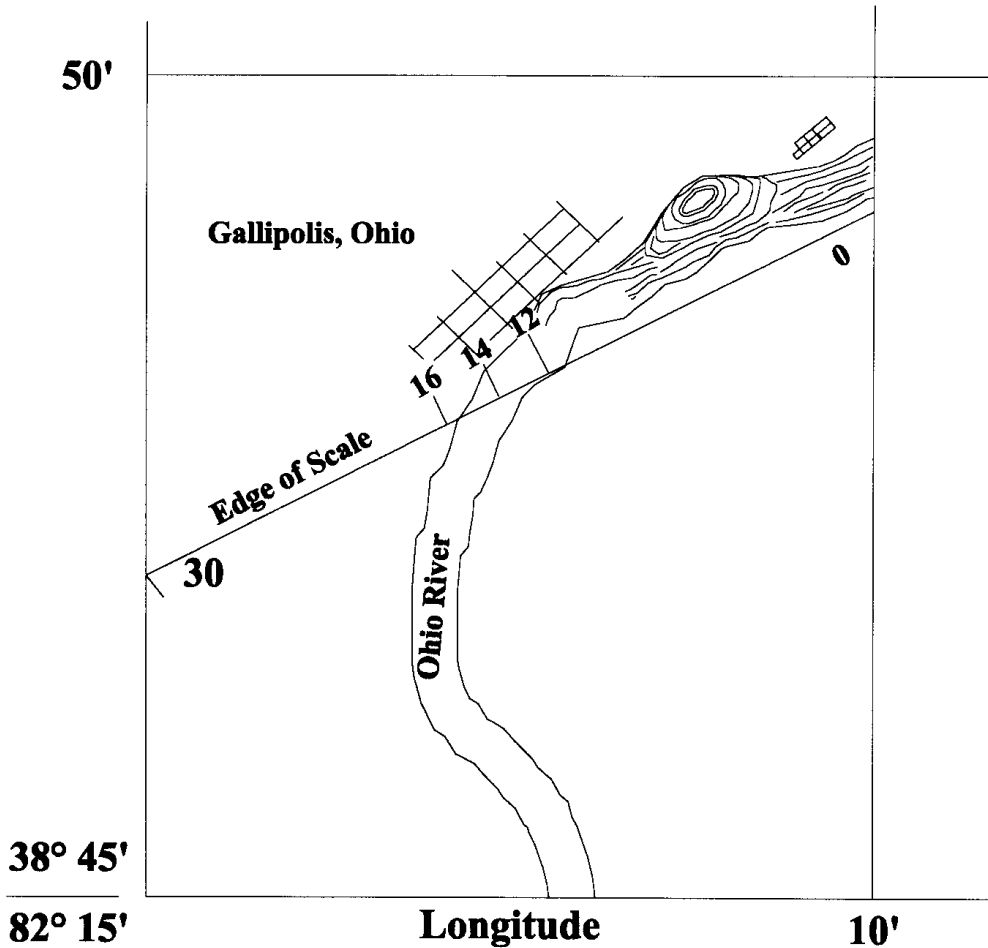 50'
Gallipolis, Ohio
0
12
14
16
Edge of Scale
30
Ohio River
38° 45'
82° 15'
Longitude
10'